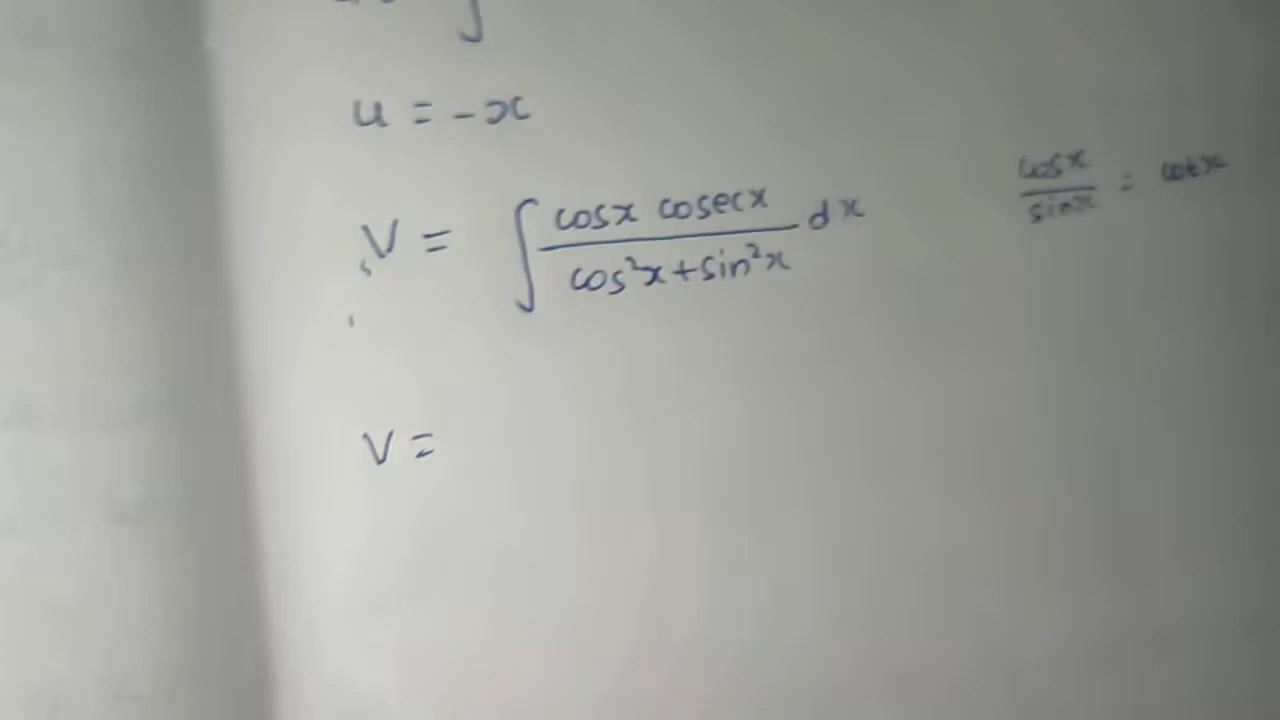 u = -x
V = ∫ cosx cosecx / cos²x + sin²x dx
cosx / sinx = cotx
V =